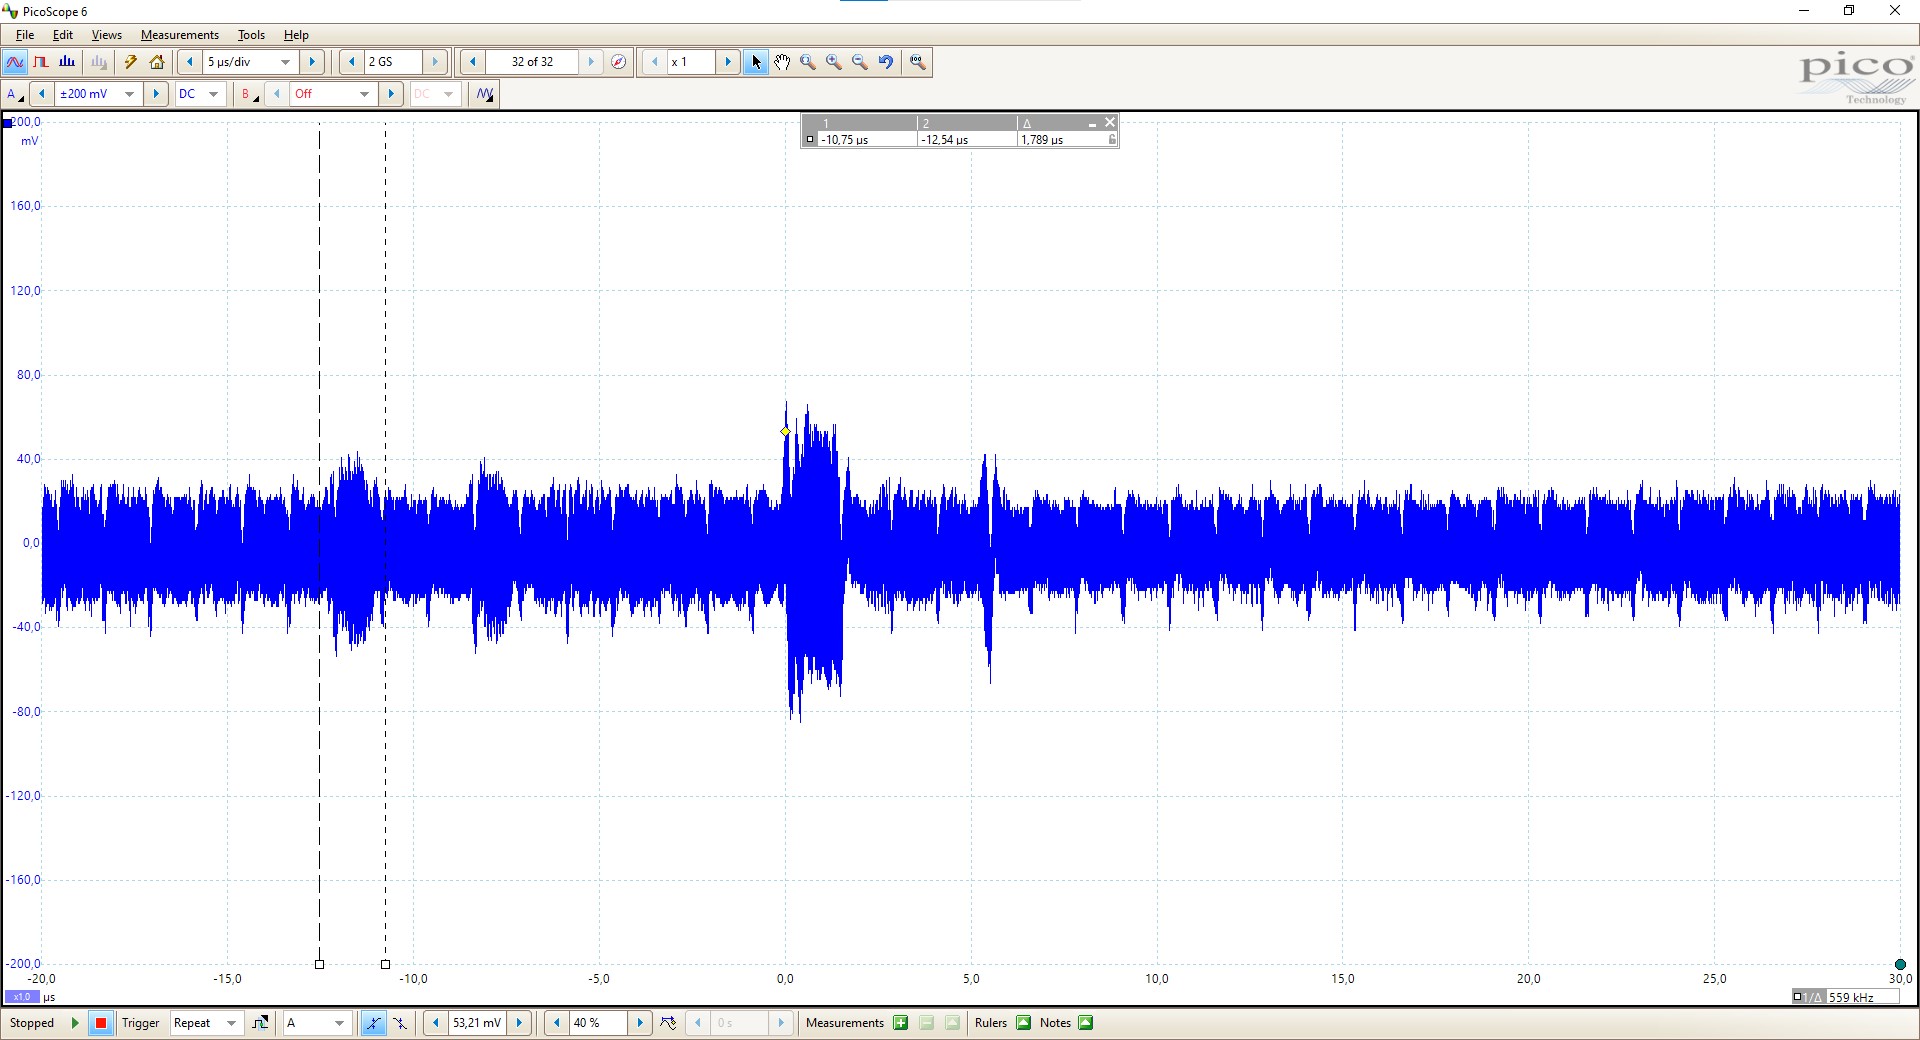 PicoScope 6
File Edit Views Measurements Tools Help
5 µs/div 2 GS 32 of 32 x 1
A ±200 mV DC B Off DC
pico
Technology
1 2 Δ
-10,75 µs -12,54 µs 1,789 µs
200,0
mV
160,0
120,0
80,0
40,0
0,0
-40,0
-80,0
-120,0
-160,0
-200,0
-20,0 -15,0 -10,0 -5,0 0,0 5,0 10,0 15,0 20,0 25,0 30,0
x1.0 µs
1/Δ 559 kHz
Stopped Trigger Repeat A 53,21 mV 40 % 0 s Measurements Rulers Notes